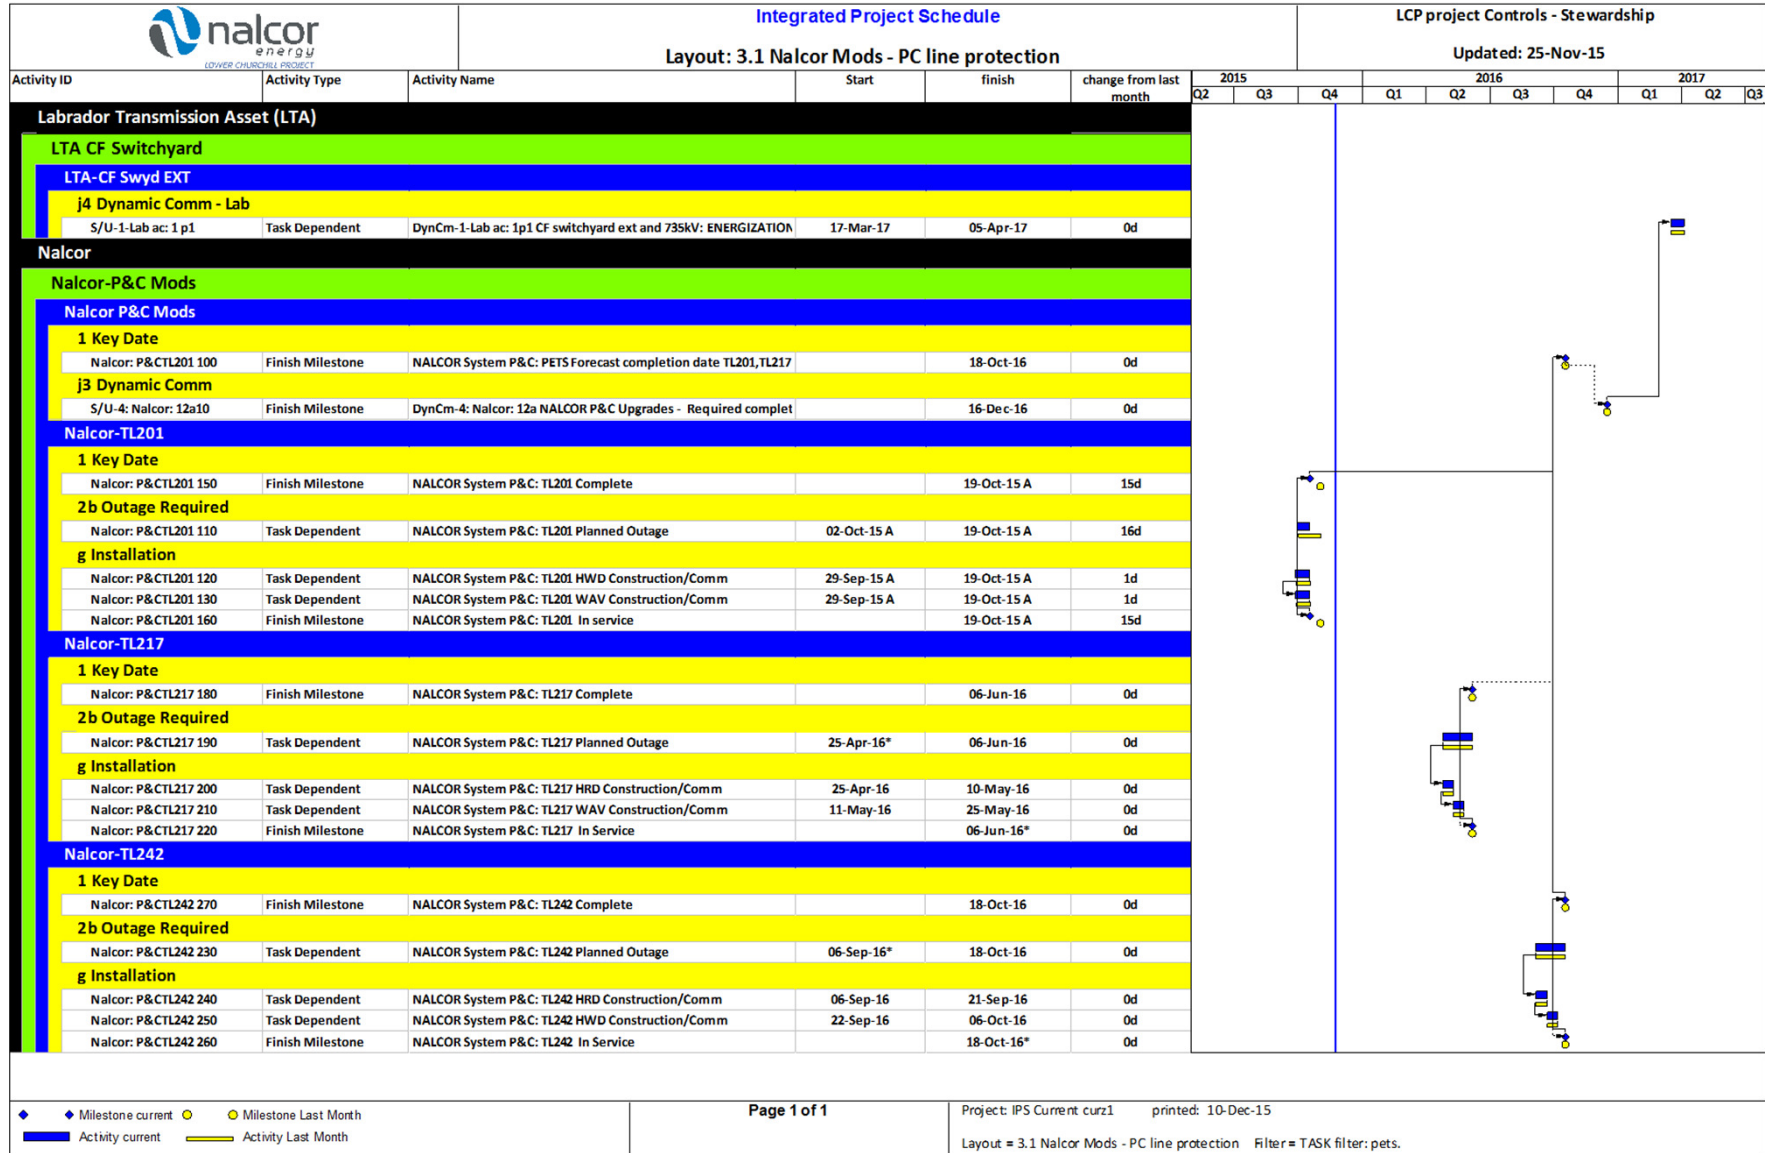 nalcor
energy
LOWER CHURCHILL PROJECT
Integrated Project Schedule
Layout: 3.1 Nalcor Mods - PC line protection
LCP project Controls - Stewardship
Updated: 25-Nov-15
Activity ID Activity Type Activity Name Start finish change from last month 2015 2016 2017
Q2 Q3 Q4 Q1 Q2 Q3 Q4 Q1 Q2 Q3
Labrador Transmission Asset (LTA)
LTA CF Switchyard
LTA-CF Swyd EXT
j4 Dynamic Comm - Lab
S/U-1-Lab ac: 1 p1 Task Dependent DynCm-1-Lab ac: 1p1 CF switchyard ext and 735kV: ENERGIZATION 17-Mar-17 05-Apr-17 0d
Nalcor
Nalcor-P&C Mods
Nalcor P&C Mods
1 Key Date
Nalcor: P&CTL201 100 Finish Milestone NALCOR System P&C: PETS Forecast completion date TL201,TL217 18-Oct-16 0d
j3 Dynamic Comm
S/U-4: Nalcor: 12a10 Finish Milestone DynCm-4: Nalcor: 12a NALCOR P&C Upgrades - Required complet 16-Dec-16 0d
Nalcor-TL201
1 Key Date
Nalcor: P&CTL201 150 Finish Milestone NALCOR System P&C: TL201 Complete 19-Oct-15 A 15d
2b Outage Required
Nalcor: P&CTL201 110 Task Dependent NALCOR System P&C: TL201 Planned Outage 02-Oct-15 A 19-Oct-15 A 16d
g Installation
Nalcor: P&CTL201 120 Task Dependent NALCOR System P&C: TL201 HWD Construction/Comm 29-Sep-15 A 19-Oct-15 A 1d
Nalcor: P&CTL201 130 Task Dependent NALCOR System P&C: TL201 WAV Construction/Comm 29-Sep-15 A 19-Oct-15 A 1d
Nalcor: P&CTL201 160 Finish Milestone NALCOR System P&C: TL201 In service 19-Oct-15 A 15d
Nalcor-TL217
1 Key Date
Nalcor: P&CTL217 180 Finish Milestone NALCOR System P&C: TL217 Complete 06-Jun-16 0d
2b Outage Required
Nalcor: P&CTL217 190 Task Dependent NALCOR System P&C: TL217 Planned Outage 25-Apr-16* 06-Jun-16 0d
g Installation
Nalcor: P&CTL217 200 Task Dependent NALCOR System P&C: TL217 HRD Construction/Comm 25-Apr-16 10-May-16 0d
Nalcor: P&CTL217 210 Task Dependent NALCOR System P&C: TL217 WAV Construction/Comm 11-May-16 25-May-16 0d
Nalcor: P&CTL217 220 Finish Milestone NALCOR System P&C: TL217 In Service 06-Jun-16* 0d
Nalcor-TL242
1 Key Date
Nalcor: P&CTL242 270 Finish Milestone NALCOR System P&C: TL242 Complete 18-Oct-16 0d
2b Outage Required
Nalcor: P&CTL242 230 Task Dependent NALCOR System P&C: TL242 Planned Outage 06-Sep-16* 18-Oct-16 0d
g Installation
Nalcor: P&CTL242 240 Task Dependent NALCOR System P&C: TL242 HRD Construction/Comm 06-Sep-16 21-Sep-16 0d
Nalcor: P&CTL242 250 Task Dependent NALCOR System P&C: TL242 HWD Construction/Comm 22-Sep-16 06-Oct-16 0d
Nalcor: P&CTL242 260 Finish Milestone NALCOR System P&C: TL242 In Service 18-Oct-16* 0d
Milestone current Milestone Last Month
Activity current Activity Last Month
Page 1 of 1
Project: IPS Current curz1 printed: 10-Dec-15
Layout = 3.1 Nalcor Mods - PC line protection Filter = TASK filter: pets.